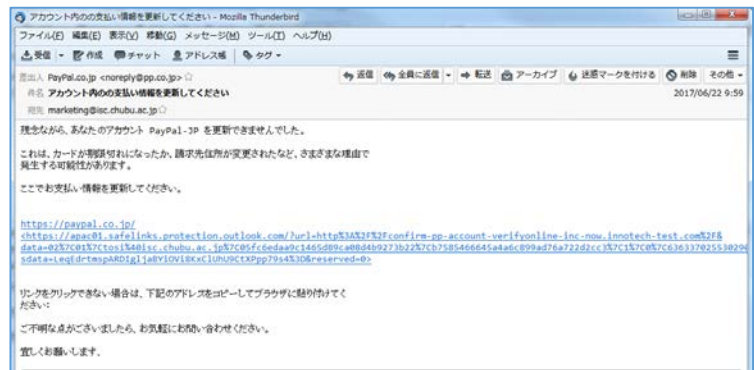 アカウント内のの支払い情報を更新してください - Mozilla Thunderbird
ファイル(F) 編集(E) 表示(V) 移動(G) メッセージ(M) ツール(T) ヘルプ(H)
受信 作成 チャット アドレス帳 タグ
差出人 PayPal.co.jp <noreply@pp.co.jp> 返信 全員に返信 転送 アーカイブ 迷惑マークを付ける 削除 その他
件名 アカウント内のの支払い情報を更新してください 2017/06/22 9:59
宛先 marketing@isc.chubu.ac.jp
残念ながら、あなたのアカウント PayPal-JP を更新できませんでした。
これは、カードが期限切れになったか、請求先住所が変更されたなど、さまざまな理由で
発生する可能性があります。
ここでお支払い情報を更新してください。
https://paypal.co.jp/
<https://apac01.safelinks.protection.outlook.com/?url=http%3A%2F%2Fconfirm-pp-account-verifyonline-inc-now.innotech-test.com%2F&
リンクをクリックできない場合は、下記のアドレスをコピーしてブラウザに貼り付けてく
ださい:
ご不明な点がございましたら、お気軽にお問い合わせください。
宜しくお願いします.